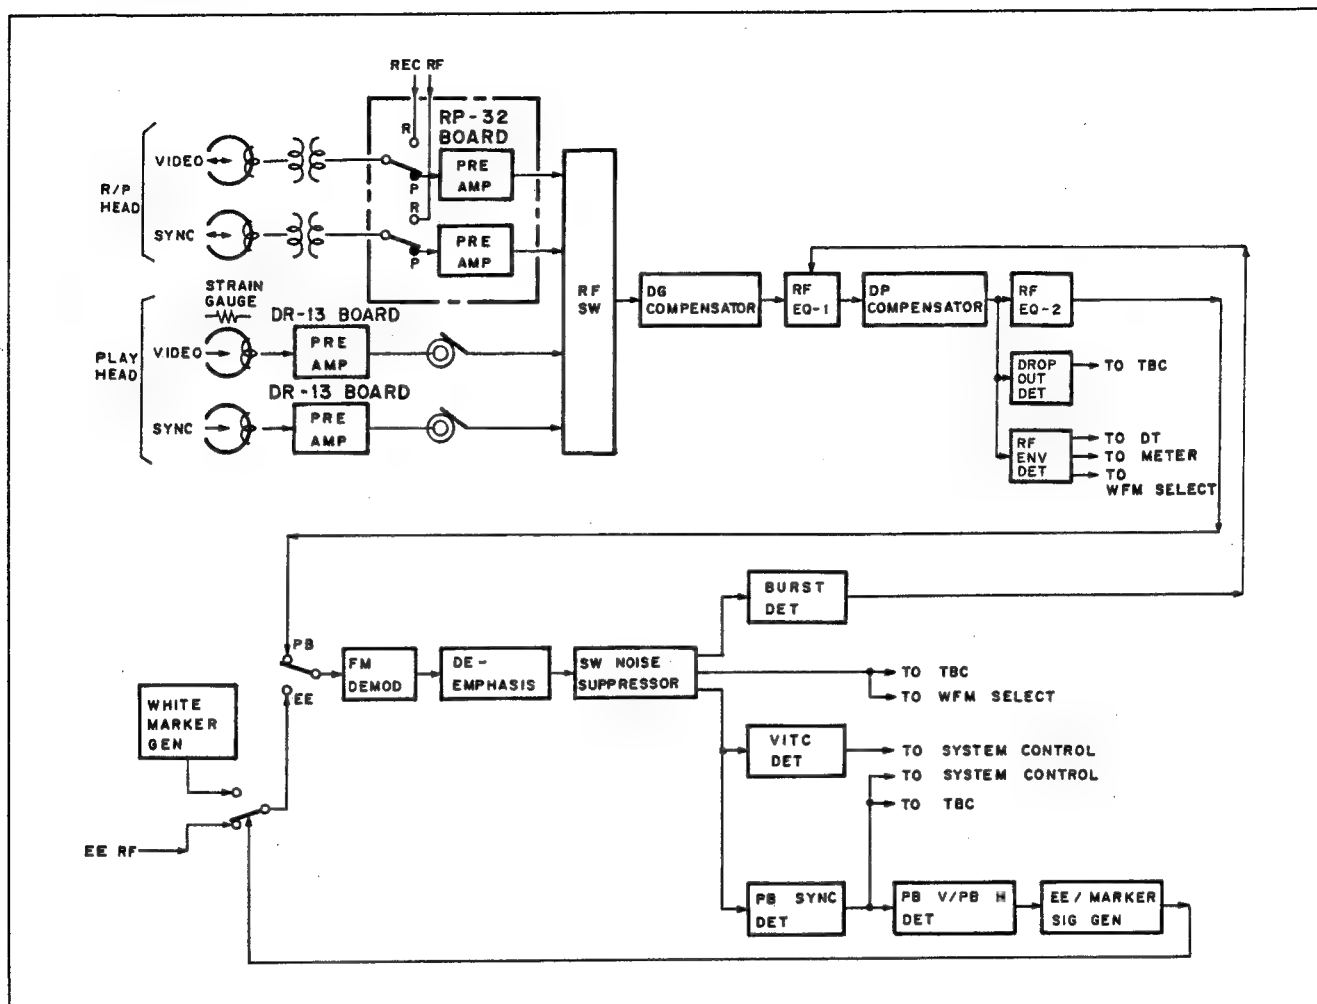 REC RF
RP-32
BOARD
R
VIDEO
PRE
AMP
P
R/P
HEAD
R
SYNC
PRE
AMP
P
STRAIN
GAUGE
DR-13 BOARD
VIDEO
PRE
AMP
PLAY
HEAD
DR-13 BOARD
SYNC
PRE
AMP
RF
SW
DG
COMPENSATOR
RF
EQ-1
DP
COMPENSATOR
RF
EQ-2
DROP
OUT
DET
TO TBC
RF
ENV
DET
TO DT
TO METER
TO
WFM SELECT
BURST
DET
PB
EE
FM
DEMOD
DE-
EMPHASIS
SW NOISE
SUPPRESSOR
TO TBC
TO WFM SELECT
WHITE
MARKER
GEN
VITC
DET
TO SYSTEM CONTROL
TO SYSTEM CONTROL
TO TBC
EE RF
PB SYNC
DET
PB V/PB H
DET
EE/MARKER
SIG GEN